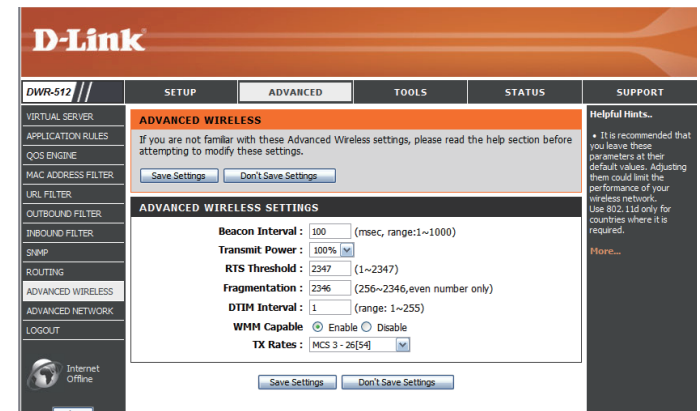 D-Link
DWR-512
SETUP
ADVANCED
TOOLS
STATUS
SUPPORT
VIRTUAL SERVER
APPLICATION RULES
QOS ENGINE
MAC ADDRESS FILTER
URL FILTER
OUTBOUND FILTER
INBOUND FILTER
SNMP
ROUTING
ADVANCED WIRELESS
ADVANCED NETWORK
LOGOUT
Internet
Offline
ADVANCED WIRELESS
If you are not familar with these Advanced Wireless settings, please read the help section before
attempting to modify these settings.
Save Settings Don't Save Settings
ADVANCED WIRELESS SETTINGS
Beacon Interval : 100 (msec, range:1~1000)
Transmit Power : 100%
RTS Threshold : 2347 (1~2347)
Fragmentation : 2346 (256~2346,even number only)
DTIM Interval : 1 (range: 1~255)
WMM Capable Enable Disable
TX Rates : MCS 3 - 26[54]
Save Settings Don't Save Settings
Helpful Hints..
• It is recommended that
you leave these
parameters at their
default values. Adjusting
them could limit the
performance of your
wireless network.
Use 802.11d only for
countries where it is
required.
More...